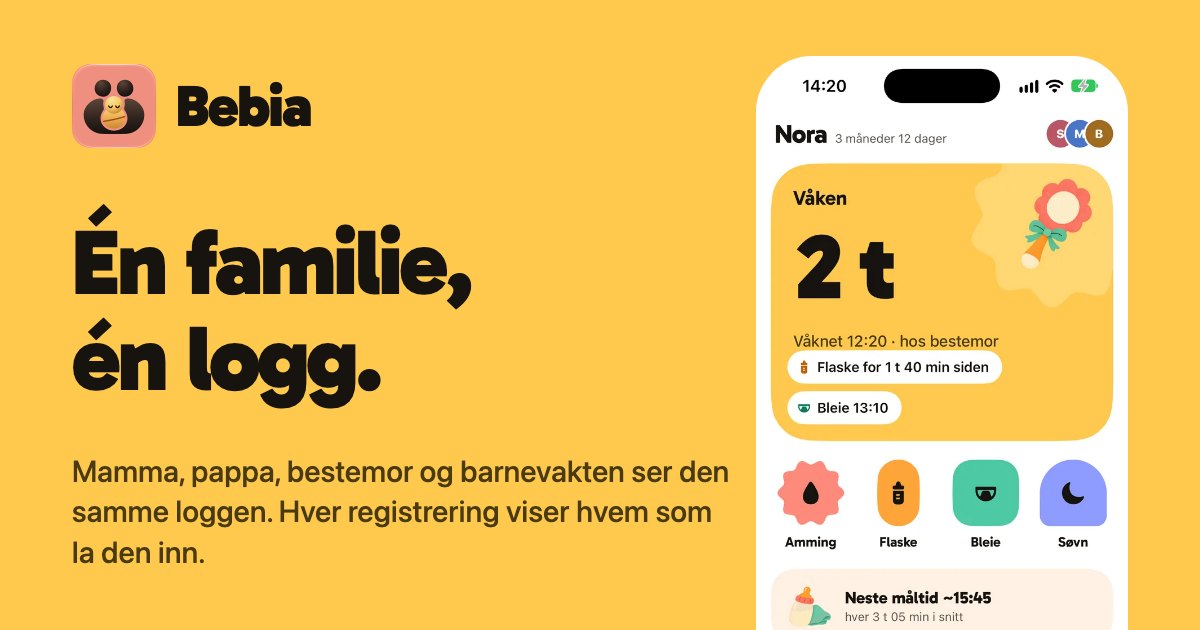 Bebia
Én familie,
én logg.
Mamma, pappa, bestemor og barnevakten ser den
samme loggen. Hver registrering viser hvem som
la den inn.
14:20
Nora 3 måneder 12 dager
S M B
Våken
2 t
Våknet 12:20 · hos bestemor
Flaske for 1 t 40 min siden
Bleie 13:10
Amming Flaske Bleie Søvn
Neste måltid ~15:45
hver 3 t 05 min i snitt